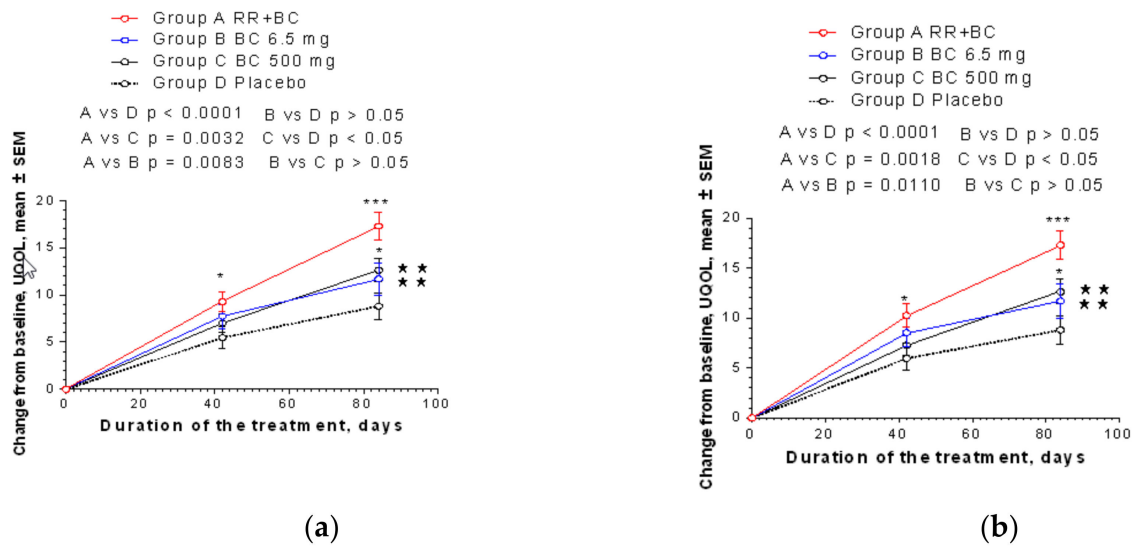 Group A RR+BC
Group B BC 6.5 mg
Group C BC 500 mg
Group D Placebo
A vs D p < 0.0001 B vs D p > 0.05
A vs C p = 0.0032 C vs D p < 0.05
A vs B p = 0.0083 B vs C p > 0.05
Change from baseline, UQOL, mean ± SEM
20
15
10
5
0
***
*
*
★ ★
★ ★
0 20 40 60 80 100
Duration of the treatment, days
(a)
Group A RR+BC
Group B BC 6.5 mg
Group C BC 500 mg
Group D Placebo
A vs D p < 0.0001 B vs D p > 0.05
A vs C p = 0.0018 C vs D p < 0.05
A vs B p = 0.0110 B vs C p > 0.05
Change from baseline, UQOL, mean ± SEM
20
15
10
5
0
***
*
*
★ ★
★ ★
0 20 40 60 80 100
Duration of the treatment, days
(b)